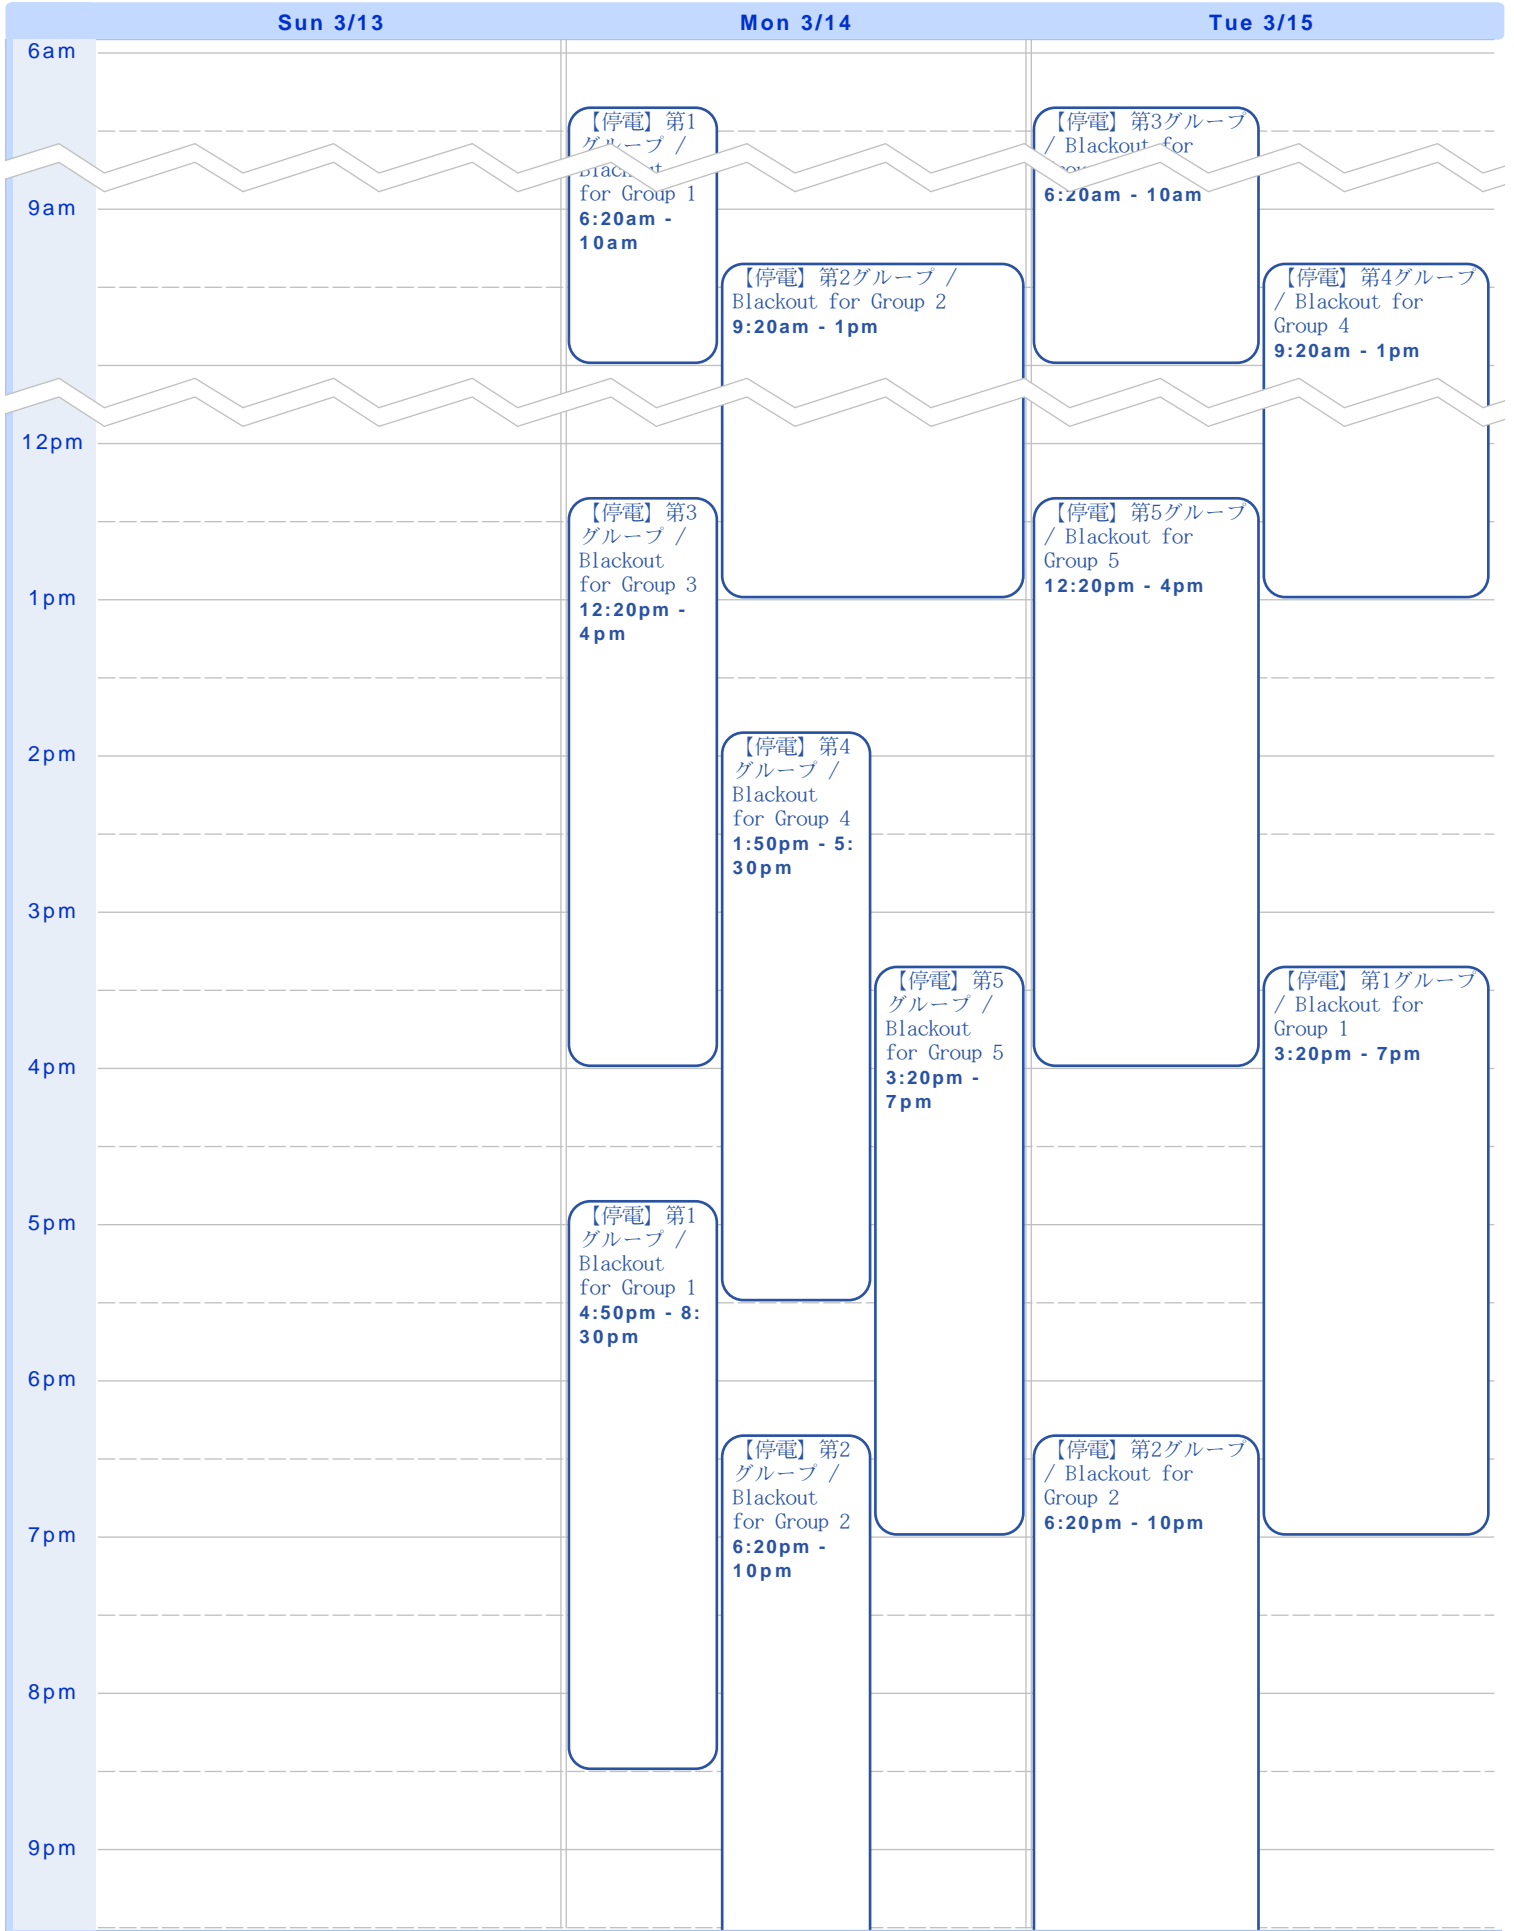 Sun 3/13
Mon 3/14
Tue 3/15
6am
9am
12pm
1pm
2pm
3pm
4pm
5pm
6pm
7pm
8pm
9pm
【停電】第1
グループ /
Blackout
for Group 1
6:20am -
10am
【停電】第2グループ /
Blackout for Group 2
9:20am - 1pm
【停電】第3
グループ /
Blackout
for Group 3
12:20pm -
4pm
【停電】第4
グループ /
Blackout
for Group 4
1:50pm - 5:
30pm
【停電】第5
グループ /
Blackout
for Group 5
3:20pm -
7pm
【停電】第1
グループ /
Blackout
for Group 1
4:50pm - 8:
30pm
【停電】第2
グループ /
Blackout
for Group 2
6:20pm -
10pm
【停電】第3グループ
/ Blackout for
6:20am - 10am
【停電】第4グループ
/ Blackout for
Group 4
9:20am - 1pm
【停電】第5グループ
/ Blackout for
Group 5
12:20pm - 4pm
【停電】第1グループ
/ Blackout for
Group 1
3:20pm - 7pm
【停電】第2グループ
/ Blackout for
Group 2
6:20pm - 10pm